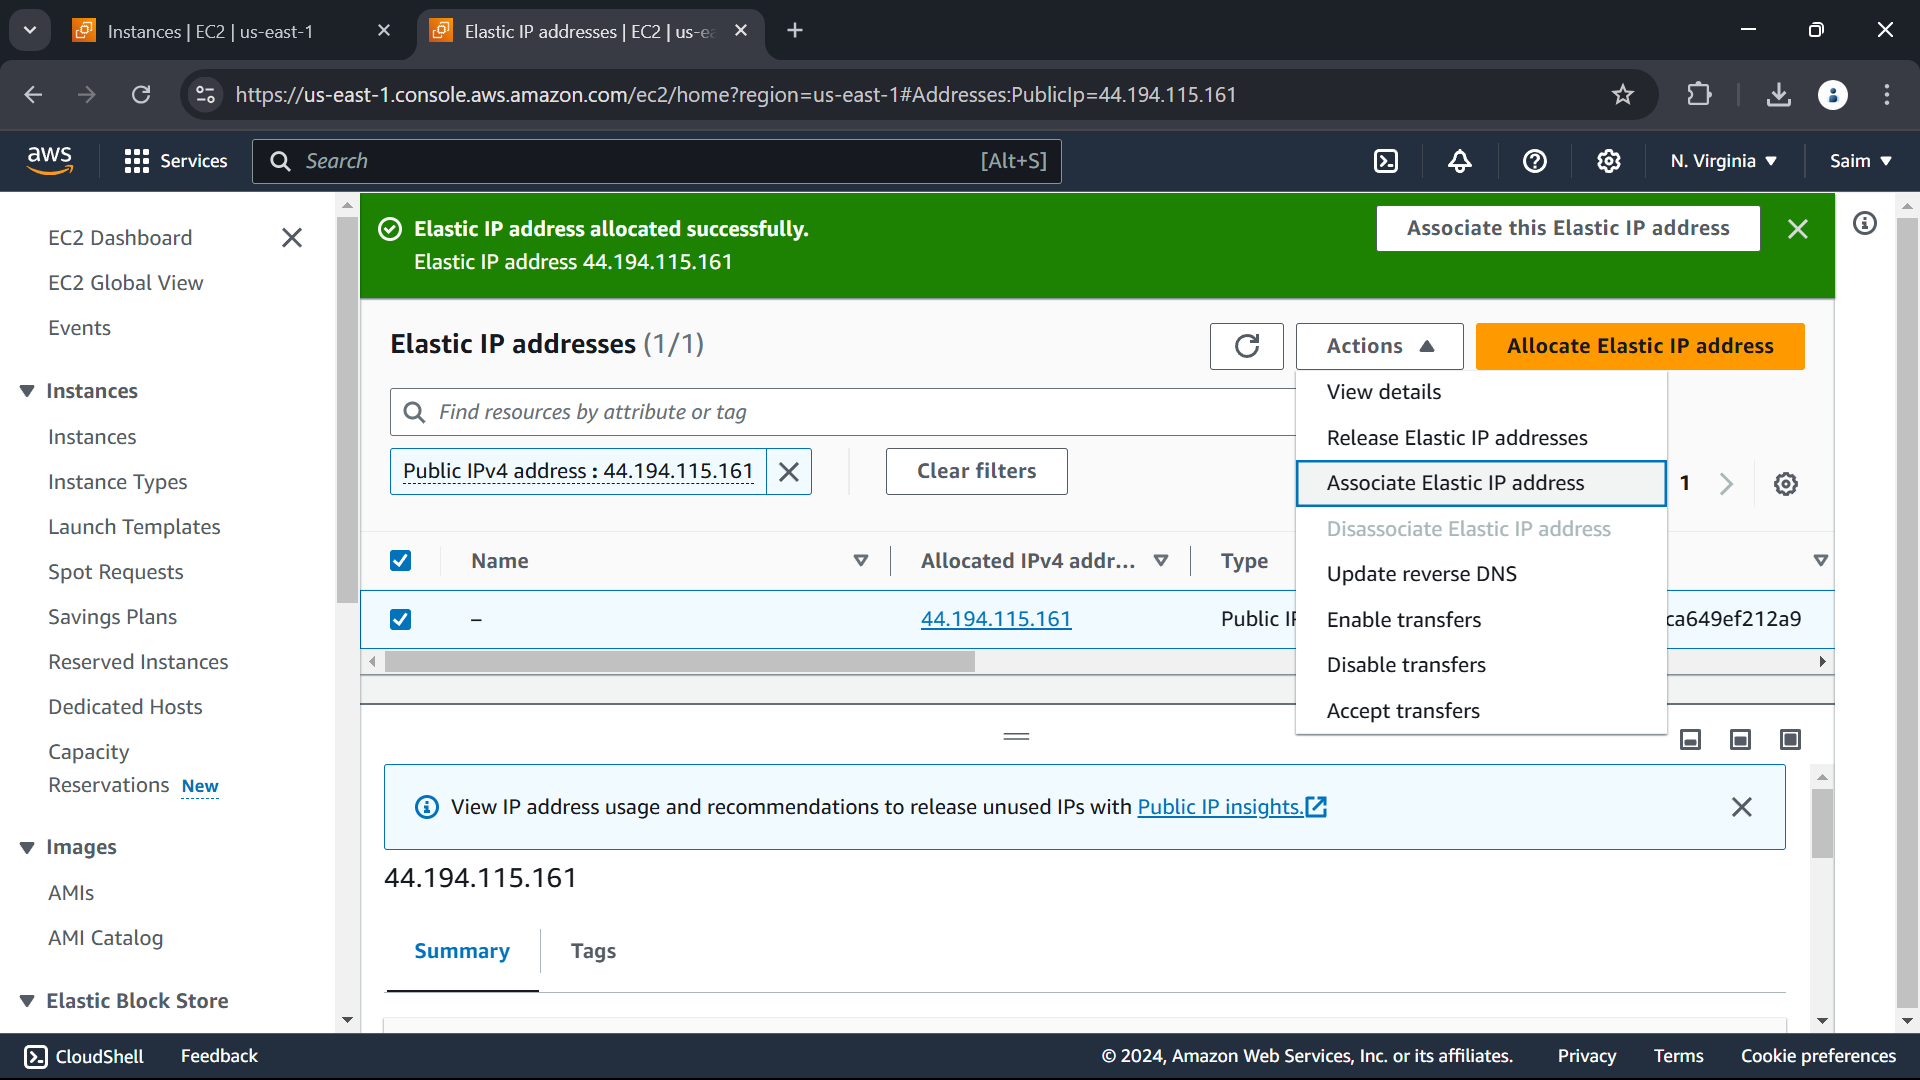 Instances | EC2 | us-east-1
Elastic IP addresses | EC2 | us-ea
https://us-east-1.console.aws.amazon.com/ec2/home?region=us-east-1#Addresses:PublicIp=44.194.115.161
aws
Services
Search
[Alt+S]
N. Virginia
Saim
EC2 Dashboard
EC2 Global View
Events
Instances
Instances
Instance Types
Launch Templates
Spot Requests
Savings Plans
Reserved Instances
Dedicated Hosts
Capacity
Reservations New
Images
AMIs
AMI Catalog
Elastic Block Store
Elastic IP address allocated successfully.
Elastic IP address 44.194.115.161
Associate this Elastic IP address
Elastic IP addresses (1/1)
Actions
Allocate Elastic IP address
Find resources by attribute or tag
Public IPv4 address : 44.194.115.161
Clear filters
1
View details
Release Elastic IP addresses
Associate Elastic IP address
Disassociate Elastic IP address
Update reverse DNS
Enable transfers
Disable transfers
Accept transfers
Name
Allocated IPv4 addr...
Type
–
44.194.115.161
Public IP
ca649ef212a9
View IP address usage and recommendations to release unused IPs with Public IP insights.
44.194.115.161
Summary
Tags
CloudShell
Feedback
© 2024, Amazon Web Services, Inc. or its affiliates.
Privacy
Terms
Cookie preferences